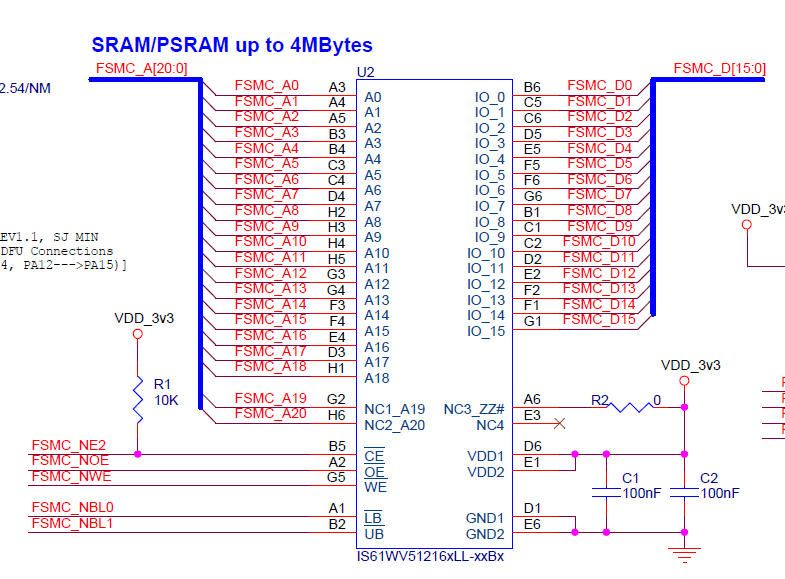 SRAM/PSRAM up to 4MBytes
FSMC_A[20:0]
U2
FSMC_D[15:0]
2.54/NM
FSMC_A0 A3 A0 IO_0 B6 FSMC_D0
FSMC_A1 A4 A1 IO_1 C5 FSMC_D1
FSMC_A2 A5 A2 IO_2 C6 FSMC_D2
FSMC_A3 B3 A3 IO_3 D5 FSMC_D3
FSMC_A4 B4 A4 IO_4 E5 FSMC_D4
FSMC_A5 C3 A5 IO_5 F5 FSMC_D5
FSMC_A6 C4 A6 IO_6 F6 FSMC_D6
FSMC_A7 D4 A7 IO_7 G6 FSMC_D7
FSMC_A8 H2 A8 IO_8 B1 FSMC_D8
VDD_3v3
FSMC_A9 H3 A9 IO_9 C1 FSMC_D9
EV1.1, SJ MIN
FSMC_A10 H4 A10 IO_10 C2 FSMC_D10
DFU Connections
FSMC_A11 H5 A11 IO_11 D2 FSMC_D11
4, PA12--->PA15)]
FSMC_A12 G3 A12 IO_12 E2 FSMC_D12
FSMC_A13 G4 A13 IO_13 F2 FSMC_D13
FSMC_A14 F3 A14 IO_14 F1 FSMC_D14
FSMC_A15 F4 A15 IO_15 G1 FSMC_D15
VDD_3v3
FSMC_A16 E4 A16
FSMC_A17 D3 A17
FSMC_A18 H1 A18
VDD_3v3
R1
10K
FSMC_A19 G2 NC1_A19 NC3_ZZ# A6 R2 0
FSMC_A20 H6 NC2_A20 NC4 E3
FSMC_NE2 B5 CE VDD1 D6
FSMC_NOE A2 OE VDD2 E1
FSMC_NWE G5 WE
C1
100nF
C2
100nF
FSMC_NBL0 A1 LB GND1 D1
FSMC_NBL1 B2 UB GND2 E6
IS61WV51216xLL-xxBx